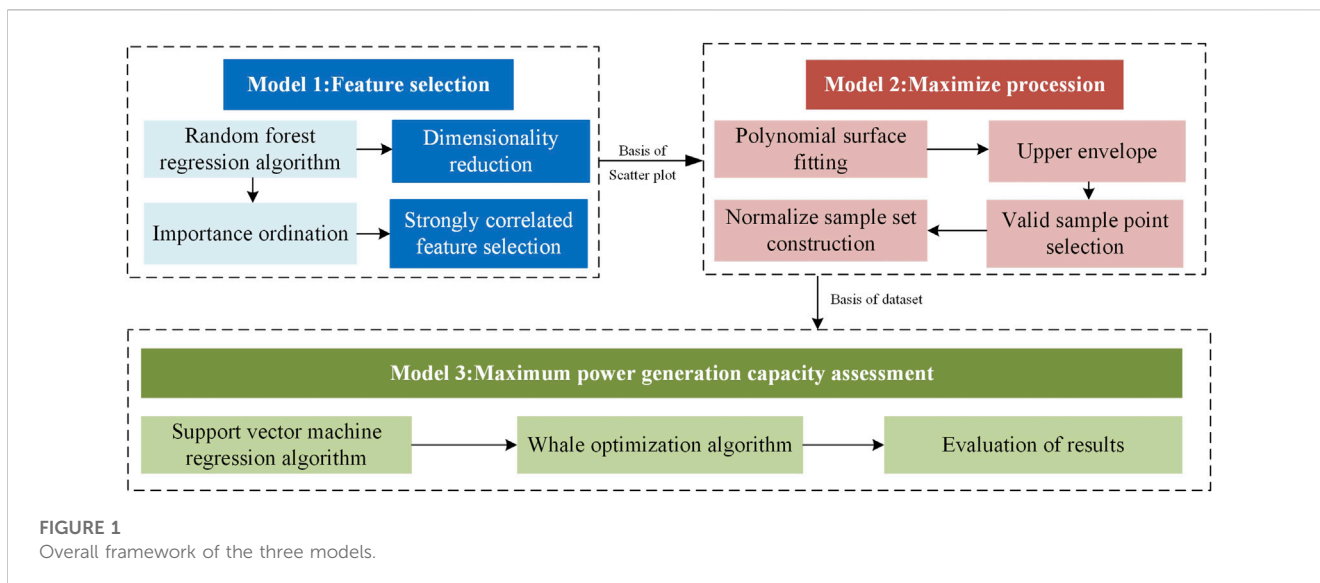 Model 1:Feature selection
Random forest
regression algorithm
Dimensionality
reduction
Importance ordination
Strongly correlated
feature selection
Basis of
Scatter plot
Model 2:Maximize procession
Polynomial surface
fitting
Upper envelope
Normalize sample set
construction
Valid sample point
selection
Basis of dataset
Model 3:Maximum power generation capacity assessment
Support vector machine
regression algorithm
Whale optimization algorithm
Evaluation of results
FIGURE 1
Overall framework of the three models.